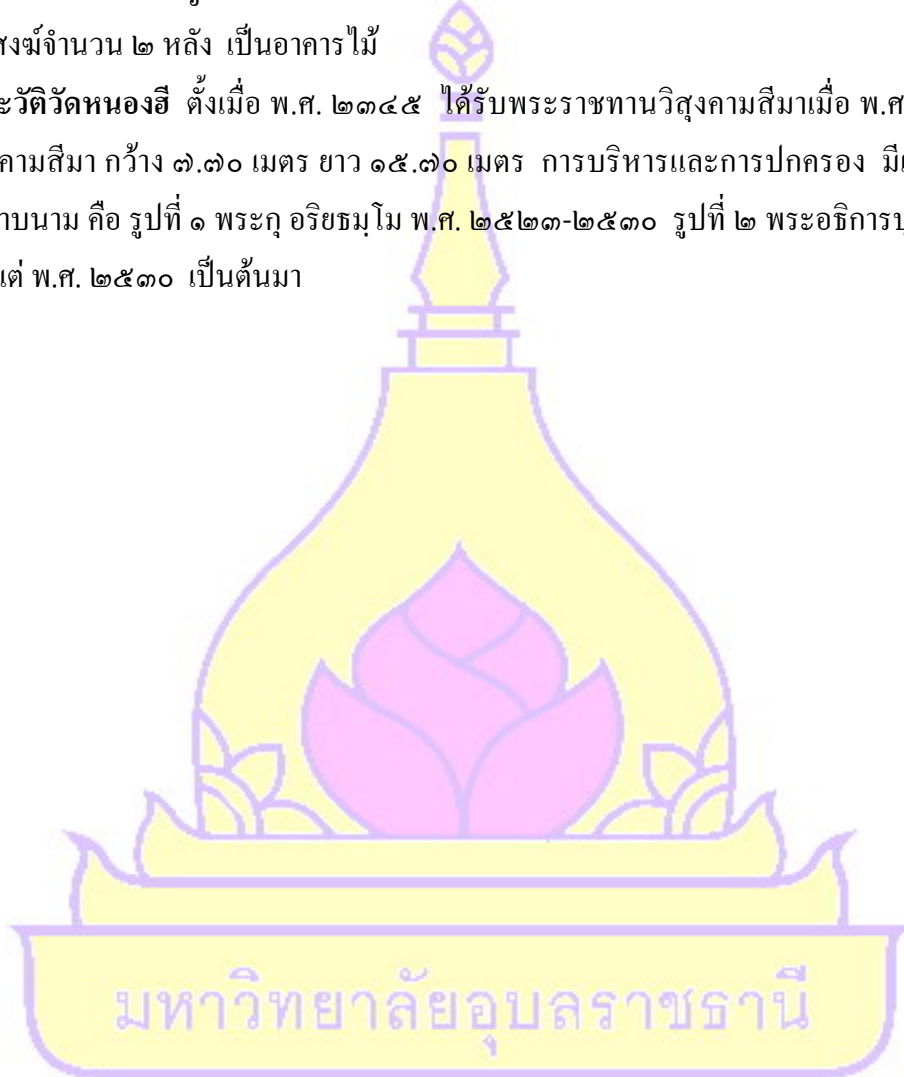 สงฆ์จำนวน ๒ หลัง เป็นอาคารไม้
ะวัติวัดหนองฮี ตั้งเมื่อ พ.ศ. ๒๓๔๕ ได้รับพระราชทานวิสุงคามสีมาเมื่อ พ.ศ
คามสีมา กว้าง ๗.๗๐ เมตร ยาว ๑๕.๗๐ เมตร การบริหารและการปกครอง มี
าบนาม คือ รูปที่ ๑ พระกุ อริยธมฺโม พ.ศ. ๒๕๒๓-๒๕๓๐ รูปที่ ๒ พระอธิการ
แต่ พ.ศ. ๒๕๓๐ เป็นต้นมา
มหาวิทยาลัยอุบลราชธานี